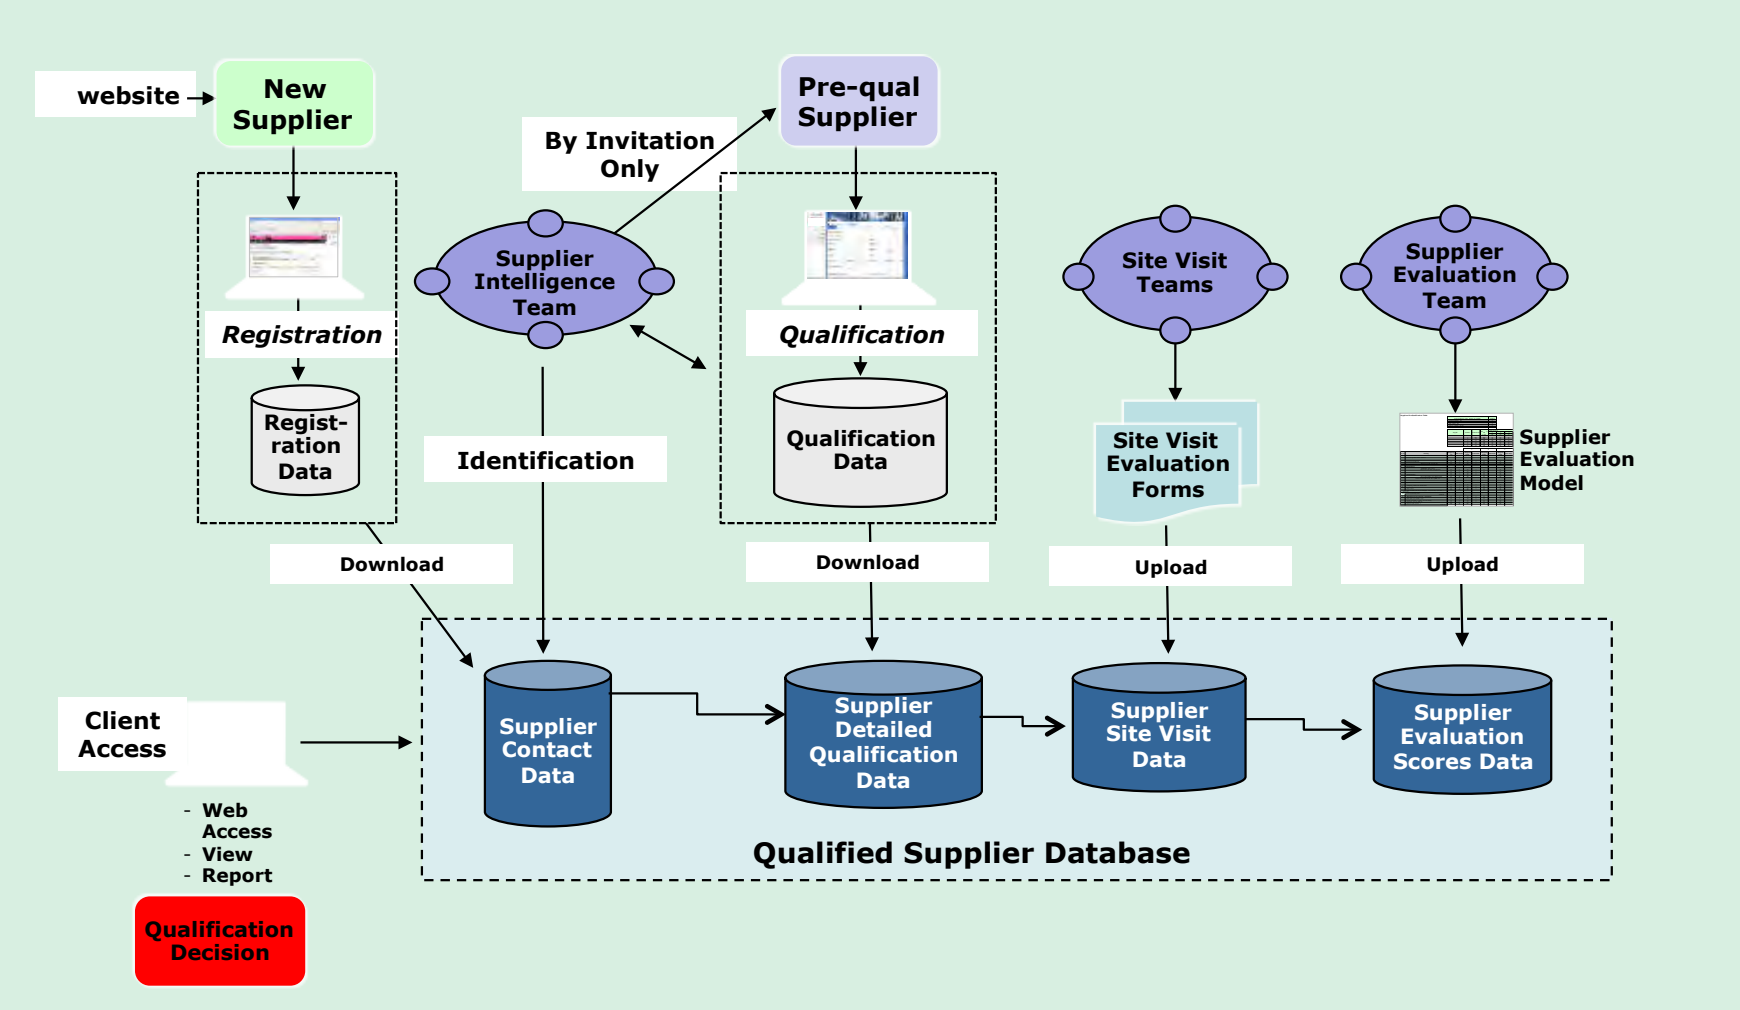 website
New
Supplier
By Invitation
Only
Pre-qual
Supplier
Supplier
Intelligence
Team
Site Visit
Teams
Supplier
Evaluation
Team
Registration
Qualification
Regist-
ration
Data
Identification
Qualification
Data
Site Visit
Evaluation
Forms
Supplier
Evaluation
Model
Download
Download
Upload
Upload
Client
Access
Supplier
Contact
Data
Supplier
Detailed
Qualification
Data
Supplier
Site Visit
Data
Supplier
Evaluation
Scores Data
- Web
Access
- View
- Report
Qualified Supplier Database
Qualification
Decision